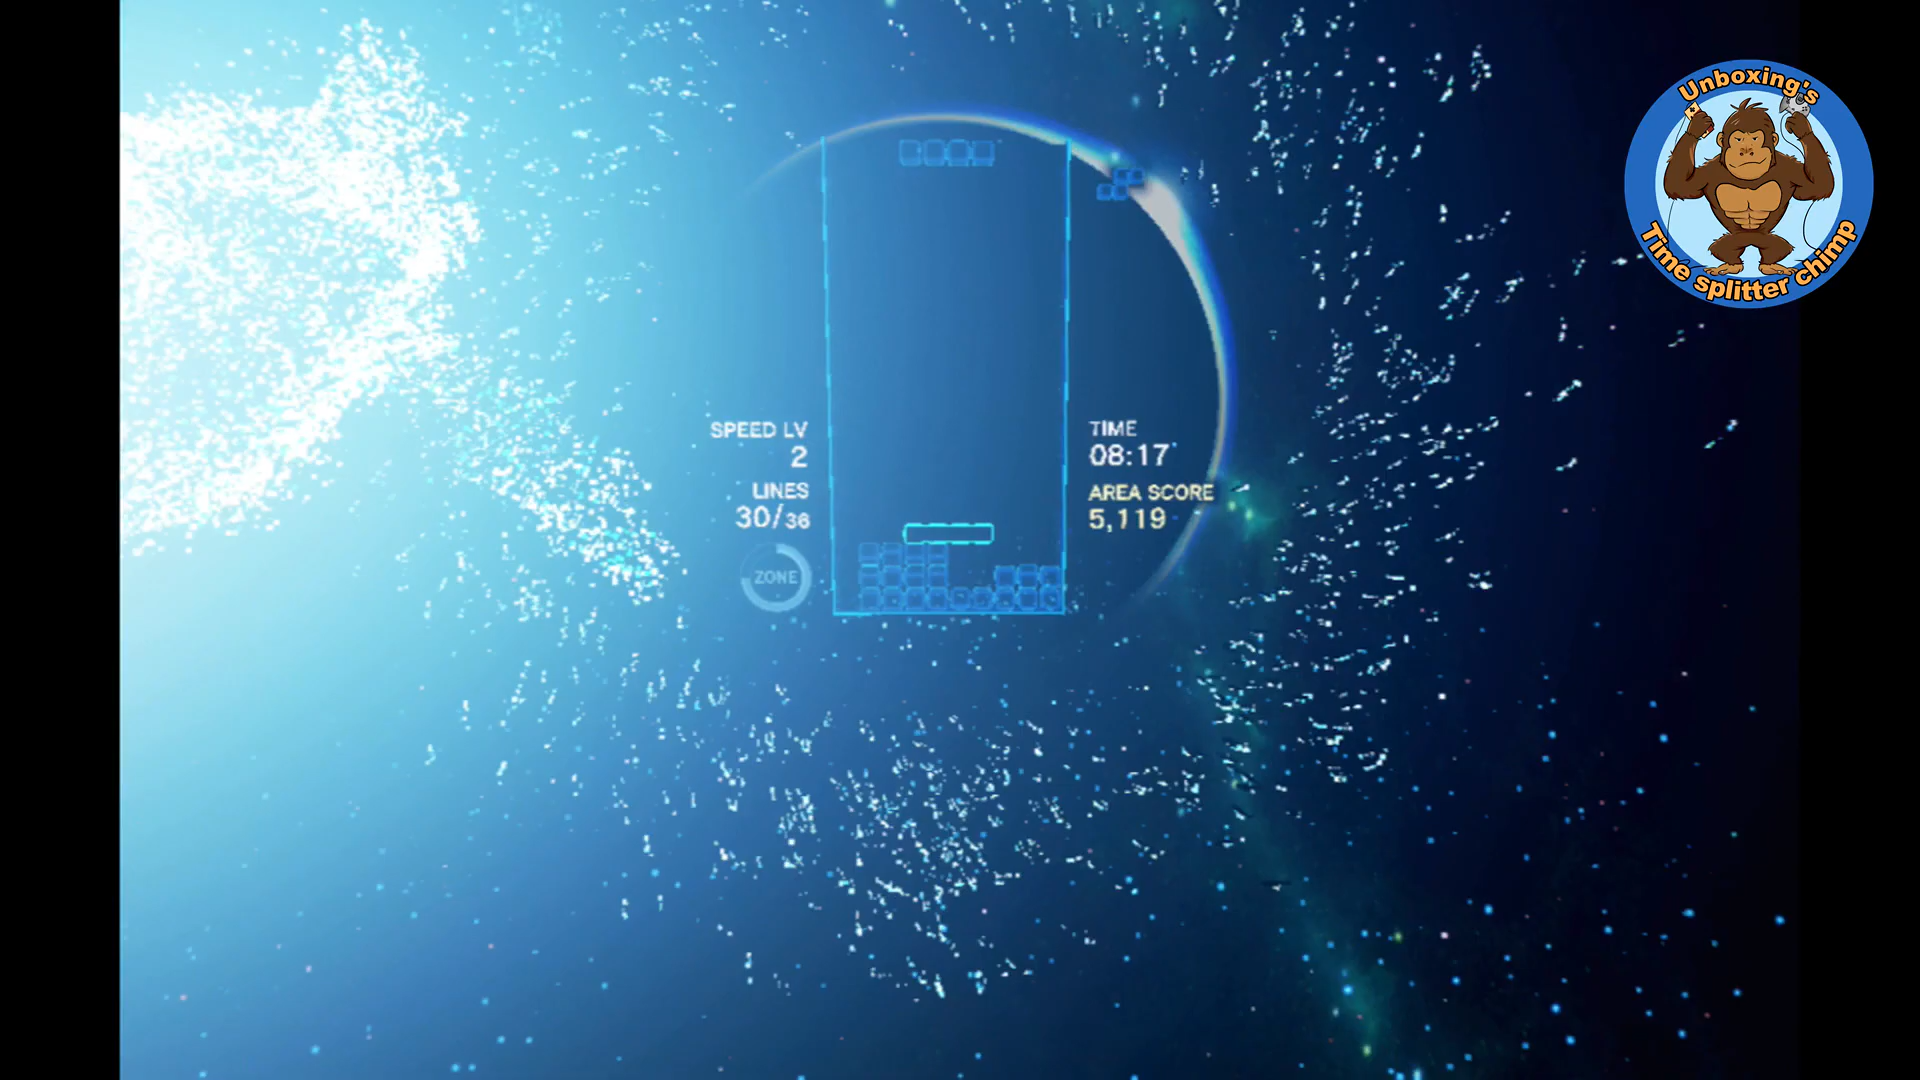 Unboxing's
Time splitter chimp
SPEED LV
2
LINES
30/36
ZONE
TIME
08:17
AREA SCORE
5,119